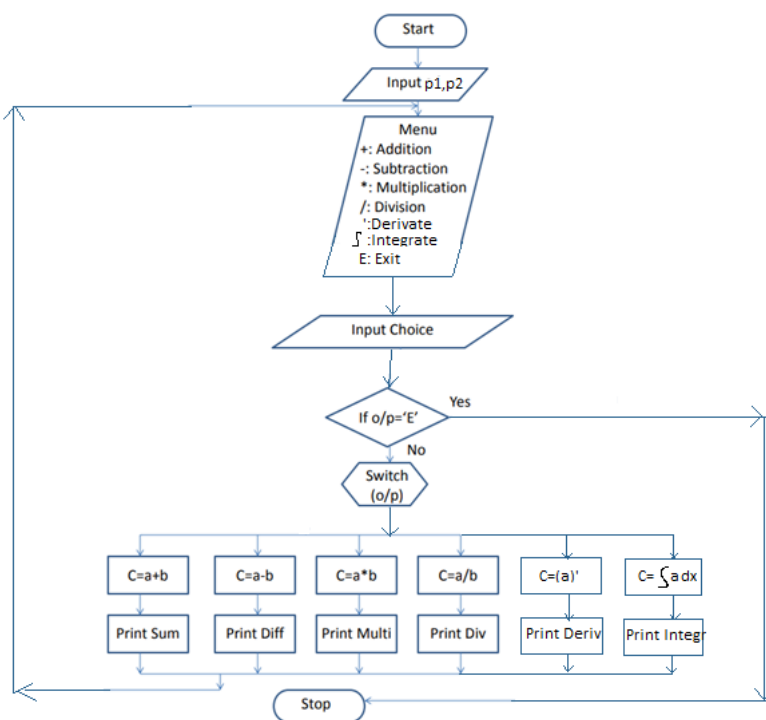 Start
Input p1,p2
Menu
+: Addition
-: Subtraction
*: Multiplication
/: Division
':Derivate
∫:Integrate
E: Exit
Input Choice
If o/p='E'
Yes
No
Switch
(o/p)
C=a+b
C=a-b
C=a*b
C=a/b
C=(a)'
C= ∫adx
Print Sum
Print Diff
Print Multi
Print Div
Print Deriv
Print Integr
Stop